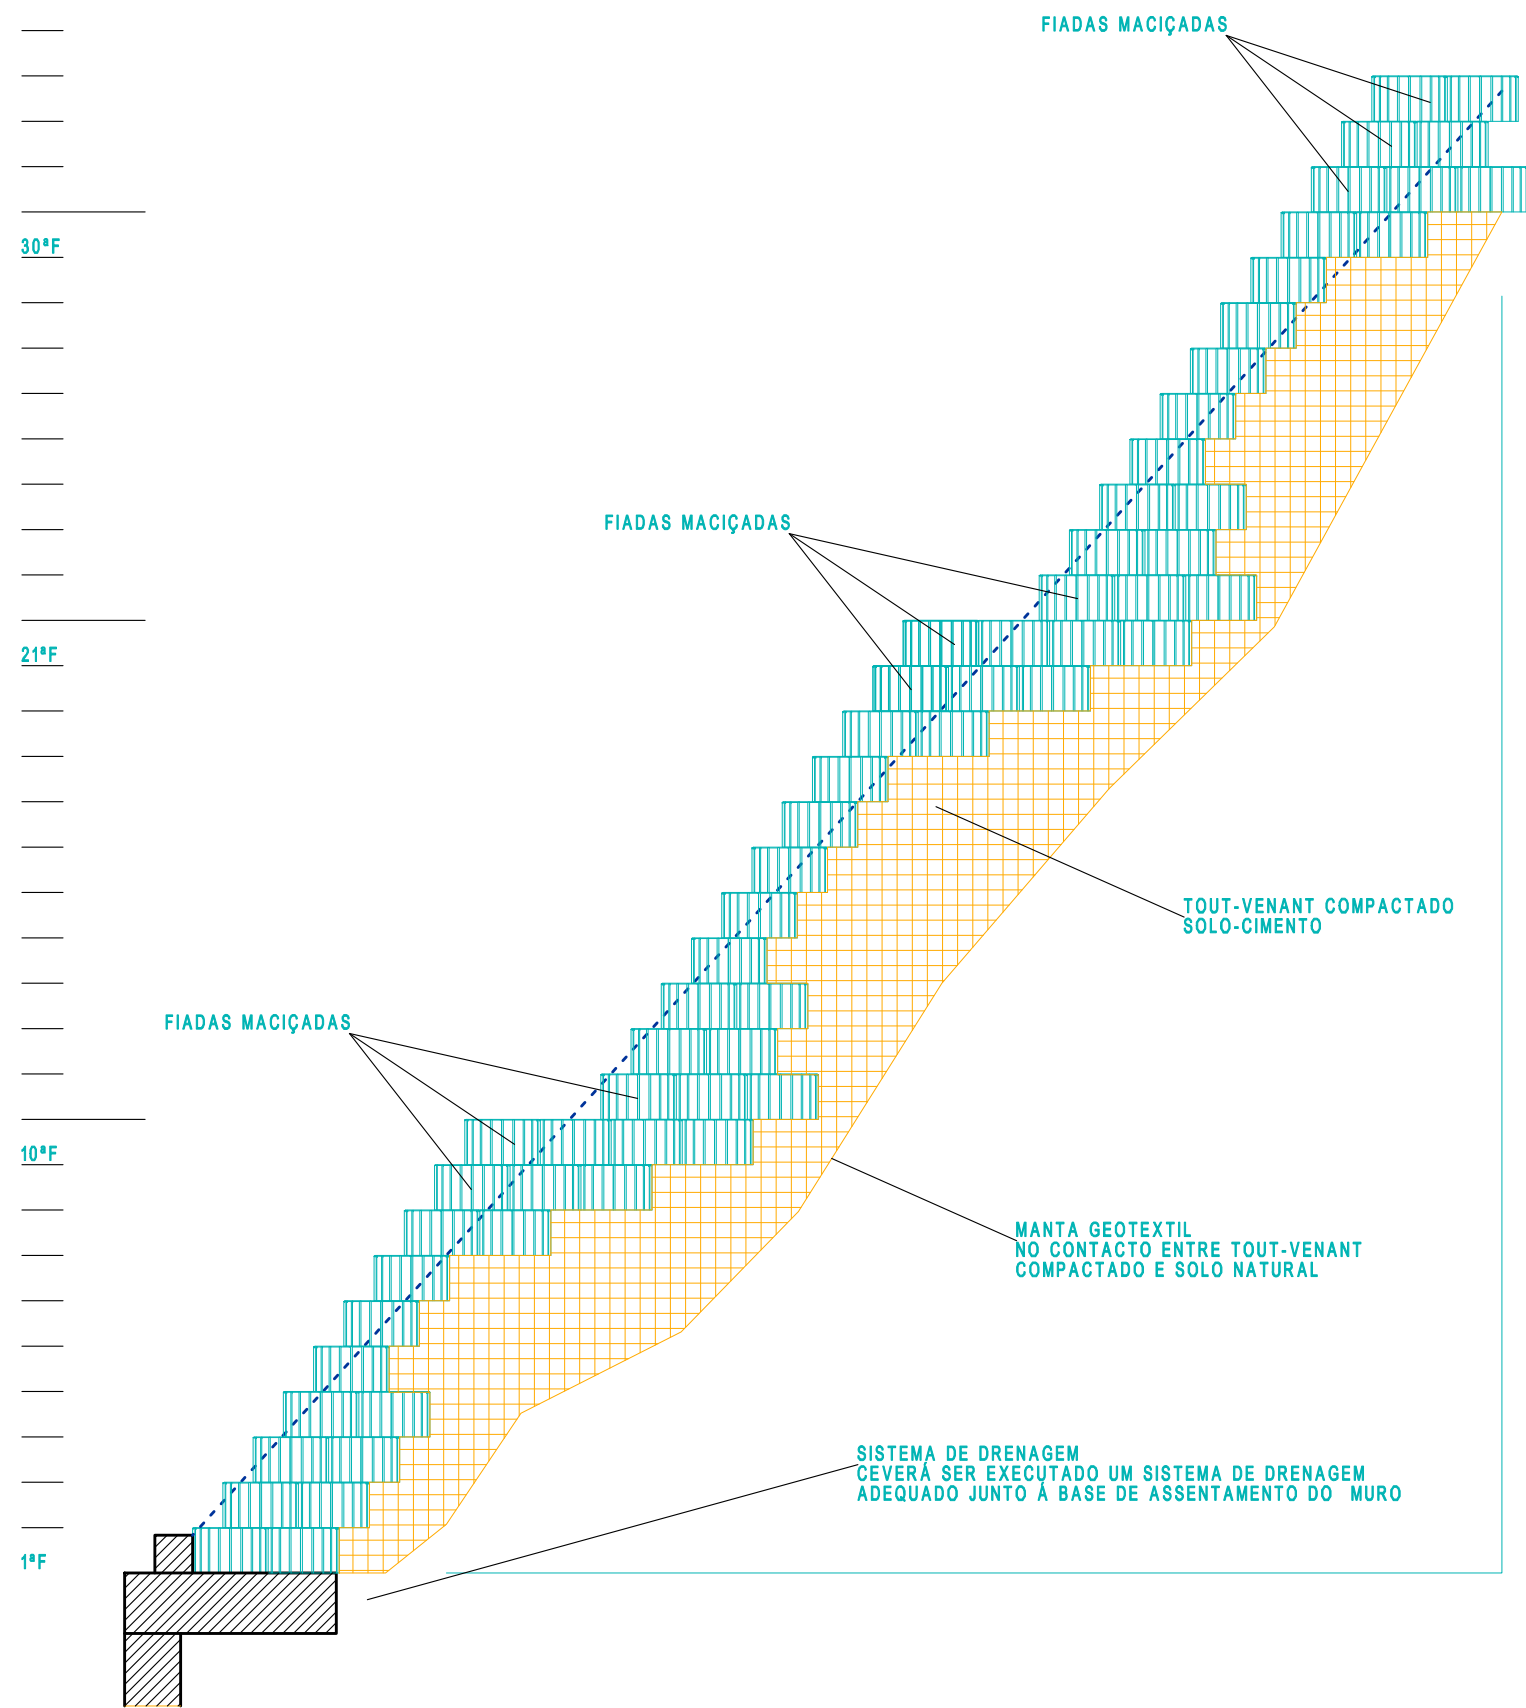 FIADAS MACIÇADAS
30ªF
FIADAS MACIÇADAS
21ªF
TOUT-VENANT COMPACTADO
SOLO-CIMENTO
FIADAS MACIÇADAS
10ªF
MANTA GEOTEXTIL
NO CONTACTO ENTRE TOUT-VENANT
COMPACTADO E SOLO NATURAL
SISTEMA DE DRENAGEM
CEVERÁ SER EXECUTADO UM SISTEMA DE DRENAGEM
ADEQUADO JUNTO Á BASE DE ASSENTAMENTO DO MURO
1ªF